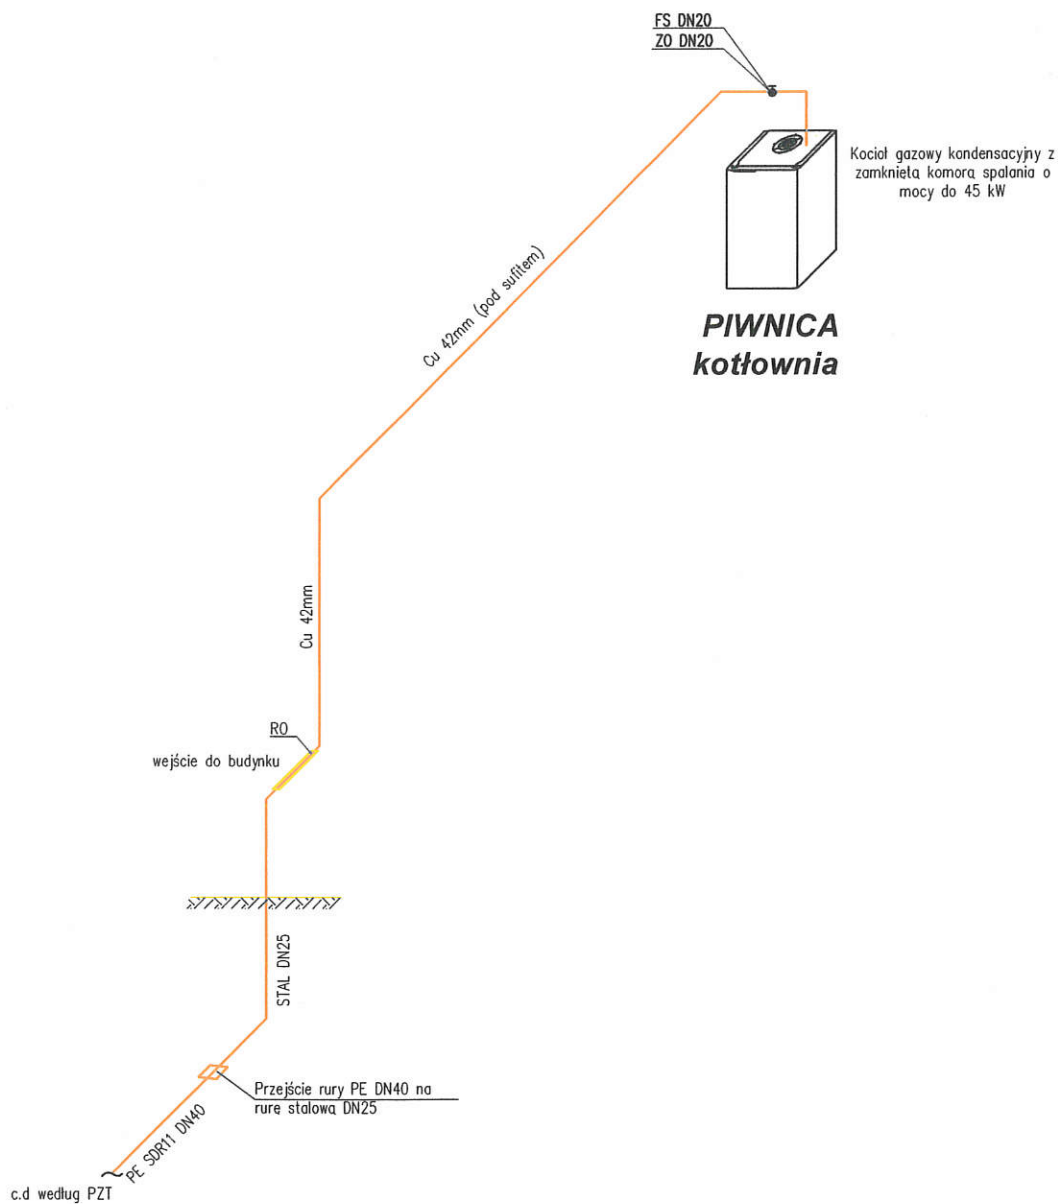 FS DN20
ZO DN20
Kocioł gazowy kondensacyjny z
zamkniętą komorą spalania o
mocy do 45 kW
PIWNICA
kotłownia
Cu 42mm (pod sufitem)
Cu 42mm
RO
wejście do budynku
STAL DN25
Przejście rury PE DN40 na
rurę stalową DN25
PE SDR11 DN40
c.d według PZT